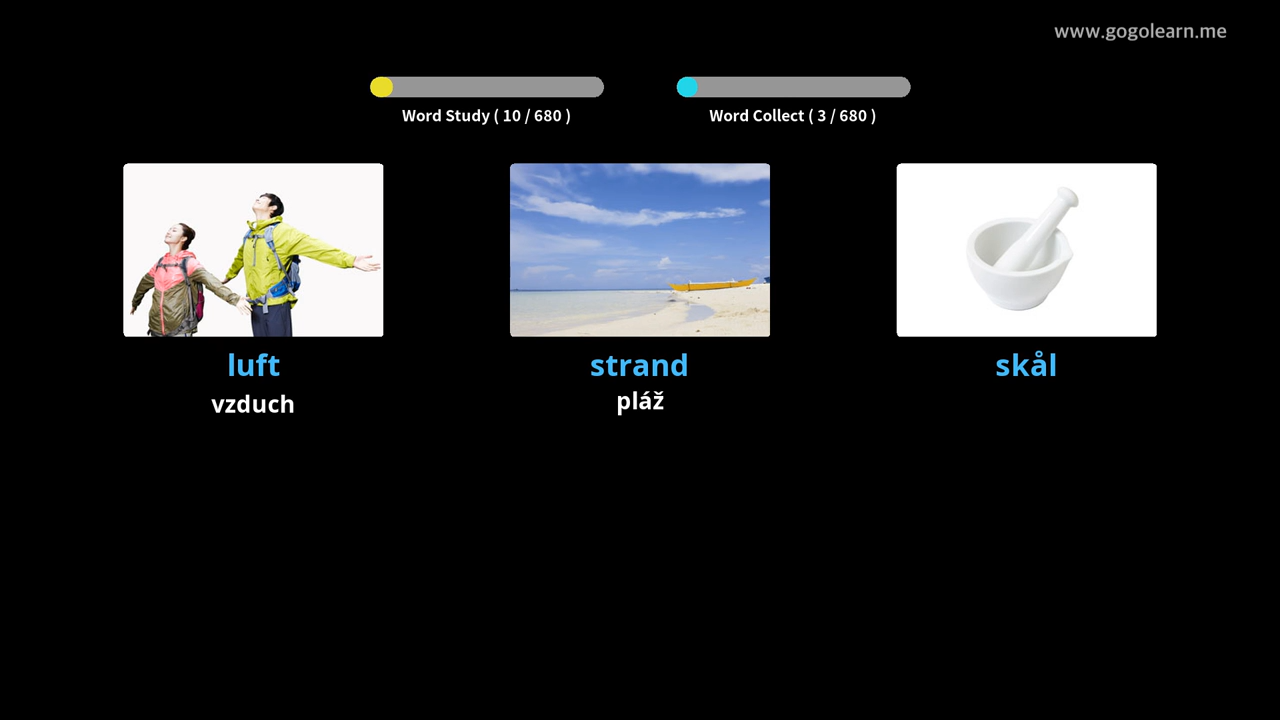 www.gogolearn.me
Word Study ( 10 / 680 )
Word Collect ( 3 / 680 )
luft
vzduch
strand
pláž
skål